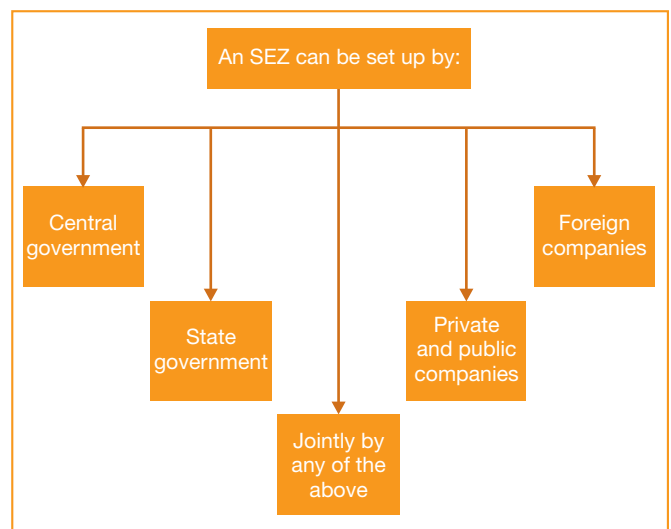 An SEZ can be set up by:
Central
government
State
government
Jointly by
any of the
above
Private
and public
companies
Foreign
companies